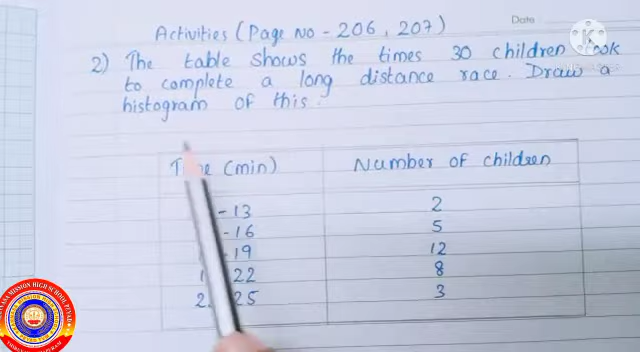 Activities (Page No - 206, 207)
Date
2) The table shows the times 30 children
to complete a long distance race. Draw a
histogram of this.
(min) Number of children
- 13 2
- 16 5
- 19 12
22 8
25 3